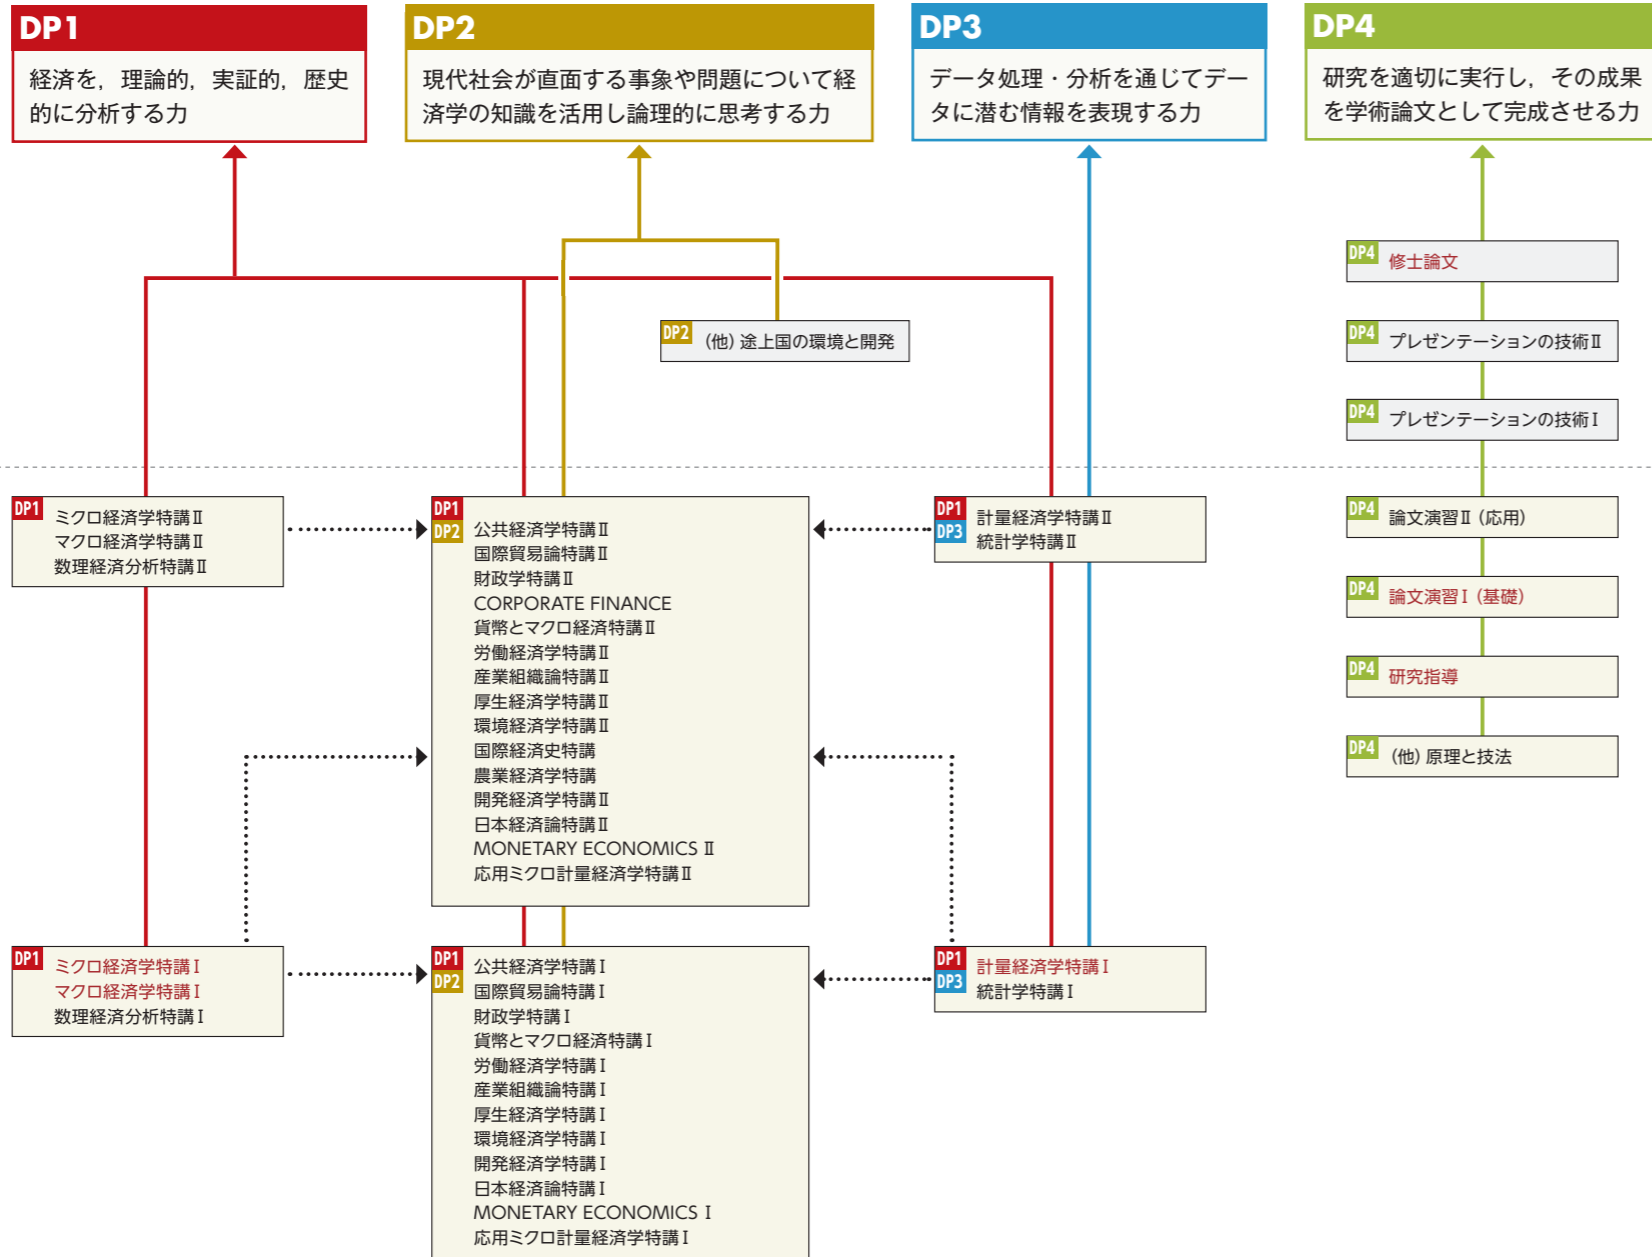 DP1
経済を，理論的，実証的，歴史
的に分析する力
DP2
現代社会が直面する事象や問題について経
済学の知識を活用し論理的に思考する力
DP3
データ処理・分析を通じてデー
タに潜む情報を表現する力
DP4
研究を適切に実行し，その成果
を学術論文として完成させる力
DP4 修士論文
DP2 (他) 途上国の環境と開発
DP4 プレゼンテーションの技術Ⅱ
DP4 プレゼンテーションの技術Ⅰ
DP1
ミクロ経済学特講Ⅱ
マクロ経済学特講Ⅱ
数理経済分析特講Ⅱ
DP1
DP2
公共経済学特講Ⅱ
国際貿易論特講Ⅱ
財政学特講Ⅱ
CORPORATE FINANCE
貨幣とマクロ経済特講Ⅱ
労働経済学特講Ⅱ
産業組織論特講Ⅱ
厚生経済学特講Ⅱ
環境経済学特講Ⅱ
国際経済史特講
農業経済学特講
開発経済学特講Ⅱ
日本経済論特講Ⅱ
MONETARY ECONOMICS Ⅱ
応用ミクロ計量経済学特講Ⅱ
DP1
DP3
計量経済学特講Ⅱ
統計学特講Ⅱ
DP4 論文演習Ⅱ (応用)
DP4 論文演習Ⅰ (基礎)
DP4 研究指導
DP4 (他) 原理と技法
DP1
ミクロ経済学特講Ⅰ
マクロ経済学特講Ⅰ
数理経済分析特講Ⅰ
DP1
DP2
公共経済学特講Ⅰ
国際貿易論特講Ⅰ
財政学特講Ⅰ
貨幣とマクロ経済特講Ⅰ
労働経済学特講Ⅰ
産業組織論特講Ⅰ
厚生経済学特講Ⅰ
環境経済学特講Ⅰ
開発経済学特講Ⅰ
日本経済論特講Ⅰ
MONETARY ECONOMICS Ⅰ
応用ミクロ計量経済学特講Ⅰ
DP1
DP3
計量経済学特講Ⅰ
統計学特講Ⅰ